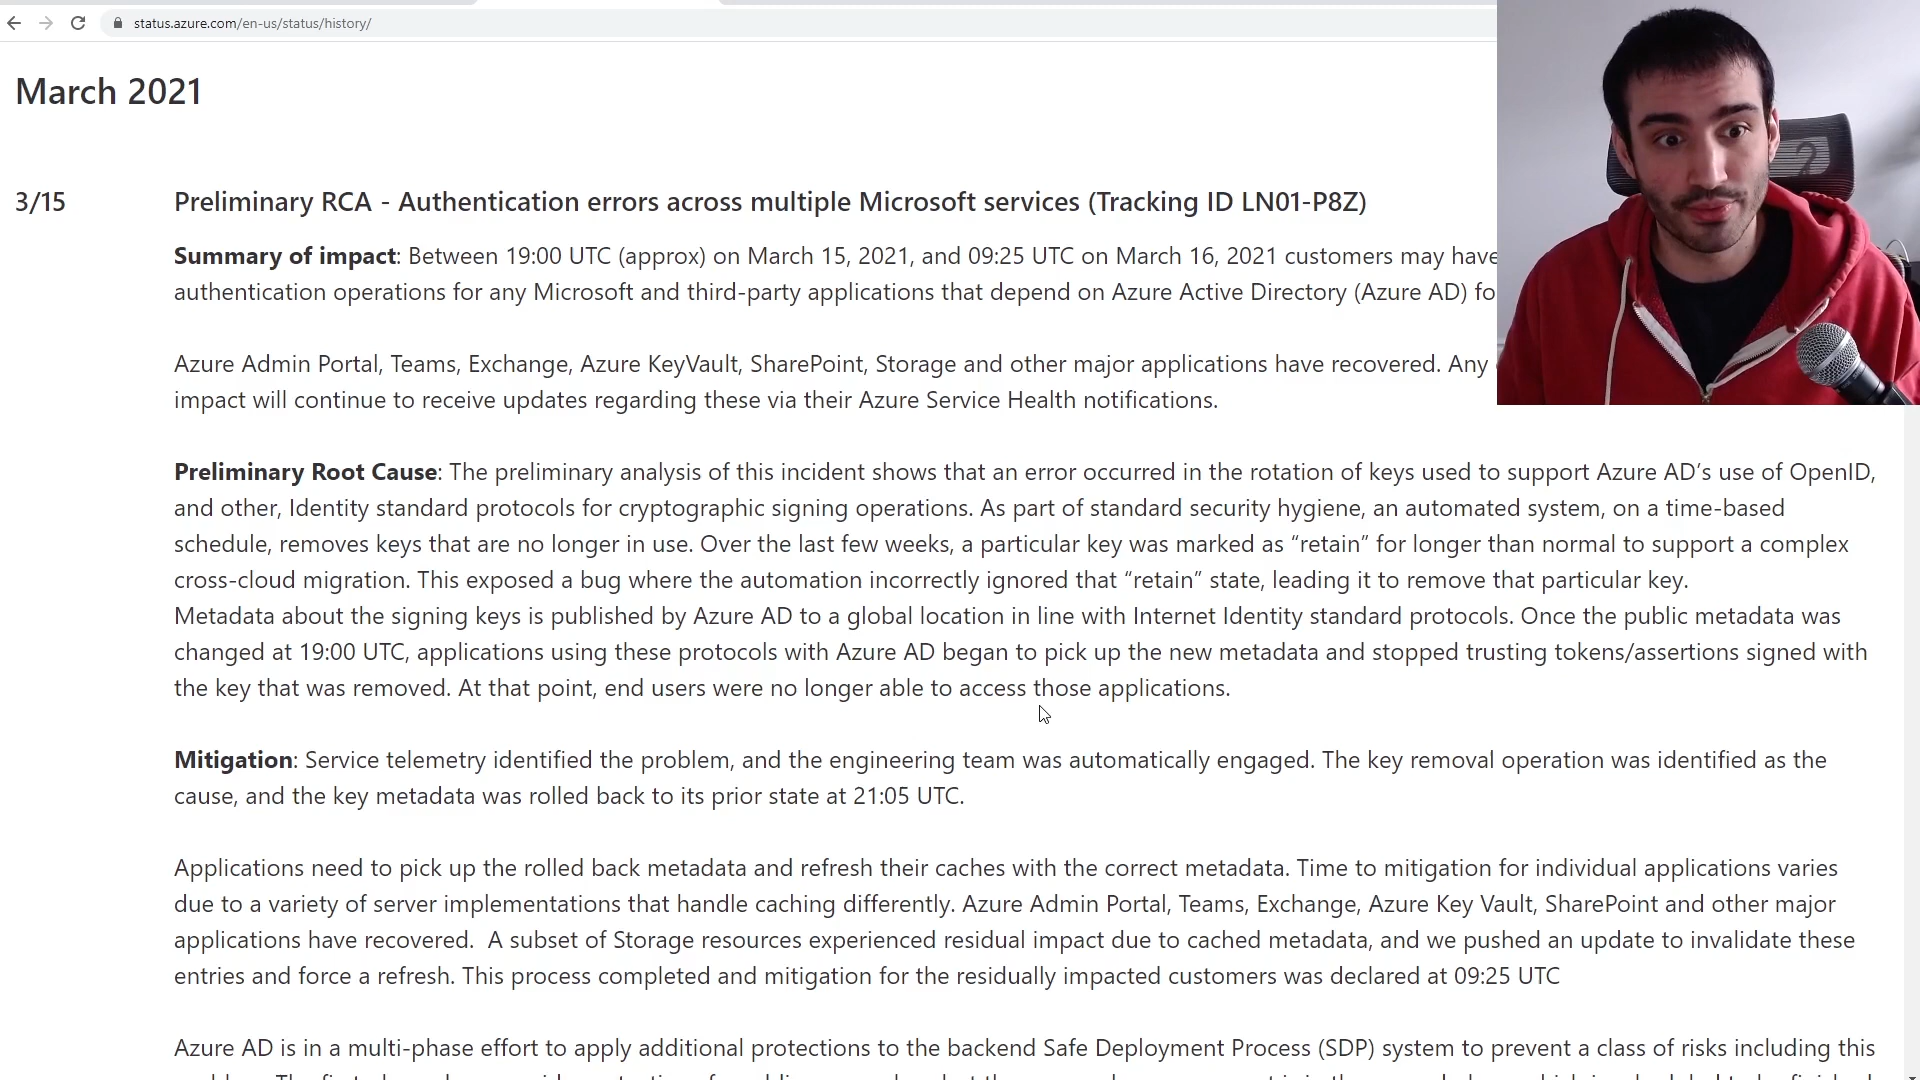 status.azure.com/en-us/status/history/
March 2021
3/15 Preliminary RCA - Authentication errors across multiple Microsoft services (Tracking ID LN01-P8Z)
Summary of impact: Between 19:00 UTC (approx) on March 15, 2021, and 09:25 UTC on March 16, 2021 customers may have
authentication operations for any Microsoft and third-party applications that depend on Azure Active Directory (Azure AD) fo
Azure Admin Portal, Teams, Exchange, Azure KeyVault, SharePoint, Storage and other major applications have recovered. Any
impact will continue to receive updates regarding these via their Azure Service Health notifications.
Preliminary Root Cause: The preliminary analysis of this incident shows that an error occurred in the rotation of keys used to support Azure AD’s use of OpenID,
and other, Identity standard protocols for cryptographic signing operations. As part of standard security hygiene, an automated system, on a time-based
schedule, removes keys that are no longer in use. Over the last few weeks, a particular key was marked as “retain” for longer than normal to support a complex
cross-cloud migration. This exposed a bug where the automation incorrectly ignored that “retain” state, leading it to remove that particular key.
Metadata about the signing keys is published by Azure AD to a global location in line with Internet Identity standard protocols. Once the public metadata was
changed at 19:00 UTC, applications using these protocols with Azure AD began to pick up the new metadata and stopped trusting tokens/assertions signed with
the key that was removed. At that point, end users were no longer able to access those applications.
Mitigation: Service telemetry identified the problem, and the engineering team was automatically engaged. The key removal operation was identified as the
cause, and the key metadata was rolled back to its prior state at 21:05 UTC.
Applications need to pick up the rolled back metadata and refresh their caches with the correct metadata. Time to mitigation for individual applications varies
due to a variety of server implementations that handle caching differently. Azure Admin Portal, Teams, Exchange, Azure Key Vault, SharePoint and other major
applications have recovered. A subset of Storage resources experienced residual impact due to cached metadata, and we pushed an update to invalidate these
entries and force a refresh. This process completed and mitigation for the residually impacted customers was declared at 09:25 UTC
Azure AD is in a multi-phase effort to apply additional protections to the backend Safe Deployment Process (SDP) system to prevent a class of risks including this